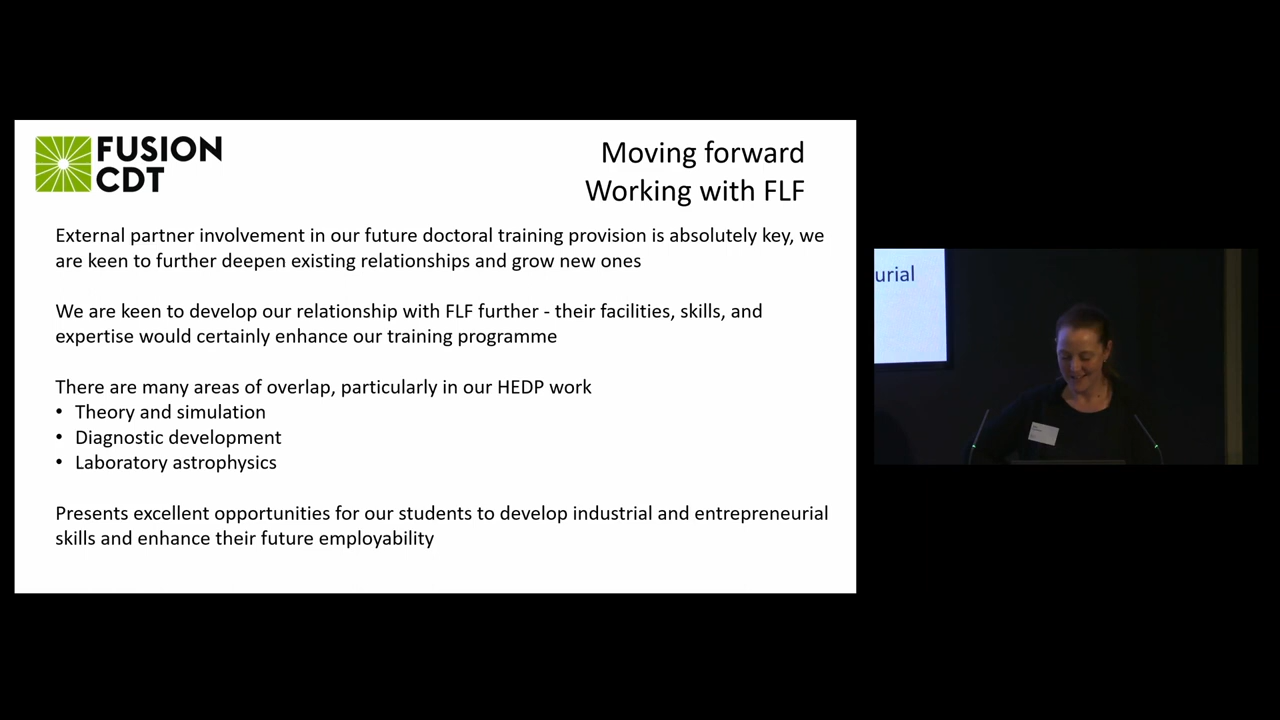 FUSION
CDT
Moving forward
Working with FLF
External partner involvement in our future doctoral training provision is absolutely key, we
are keen to further deepen existing relationships and grow new ones
We are keen to develop our relationship with FLF further - their facilities, skills, and
expertise would certainly enhance our training programme
There are many areas of overlap, particularly in our HEDP work
• Theory and simulation
• Diagnostic development
• Laboratory astrophysics
Presents excellent opportunities for our students to develop industrial and entrepreneurial
skills and enhance their future employability
urial